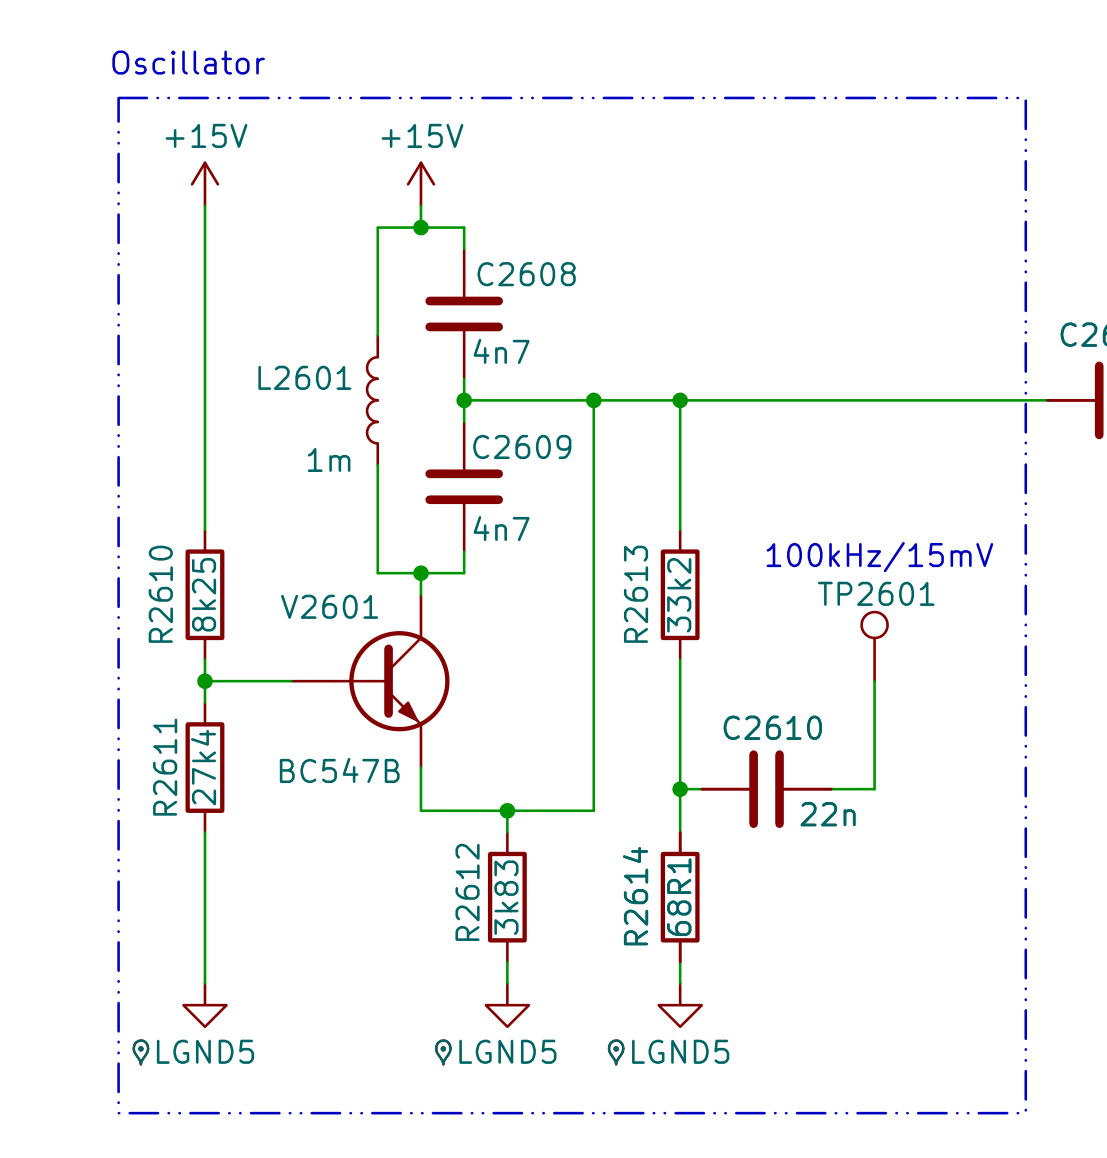 Oscillator
+15V
+15V
C2608
4n7
C26
L2601
1m
C2609
4n7
R2610
8k25
V2601
R2613
33k2
100kHz/15mV
TP2601
R2611
27k4
BC547B
C2610
22n
R2612
3k83
R2614
68R1
LGND5
LGND5
LGND5